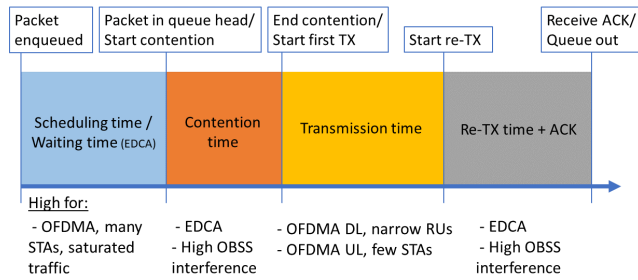 Packet
enqueued
Packet in queue head/
Start contention
End contention/
Start first TX
Start re-TX
Receive ACK/
Queue out
Scheduling time /
Waiting time (EDCA)
Contention
time
Transmission time
Re-TX time + ACK
High for:
- OFDMA, many
STAs, saturated
traffic
- EDCA
- High OBSS
interference
- OFDMA DL, narrow RUs
- OFDMA UL, few STAs
- EDCA
- High OBSS
interference